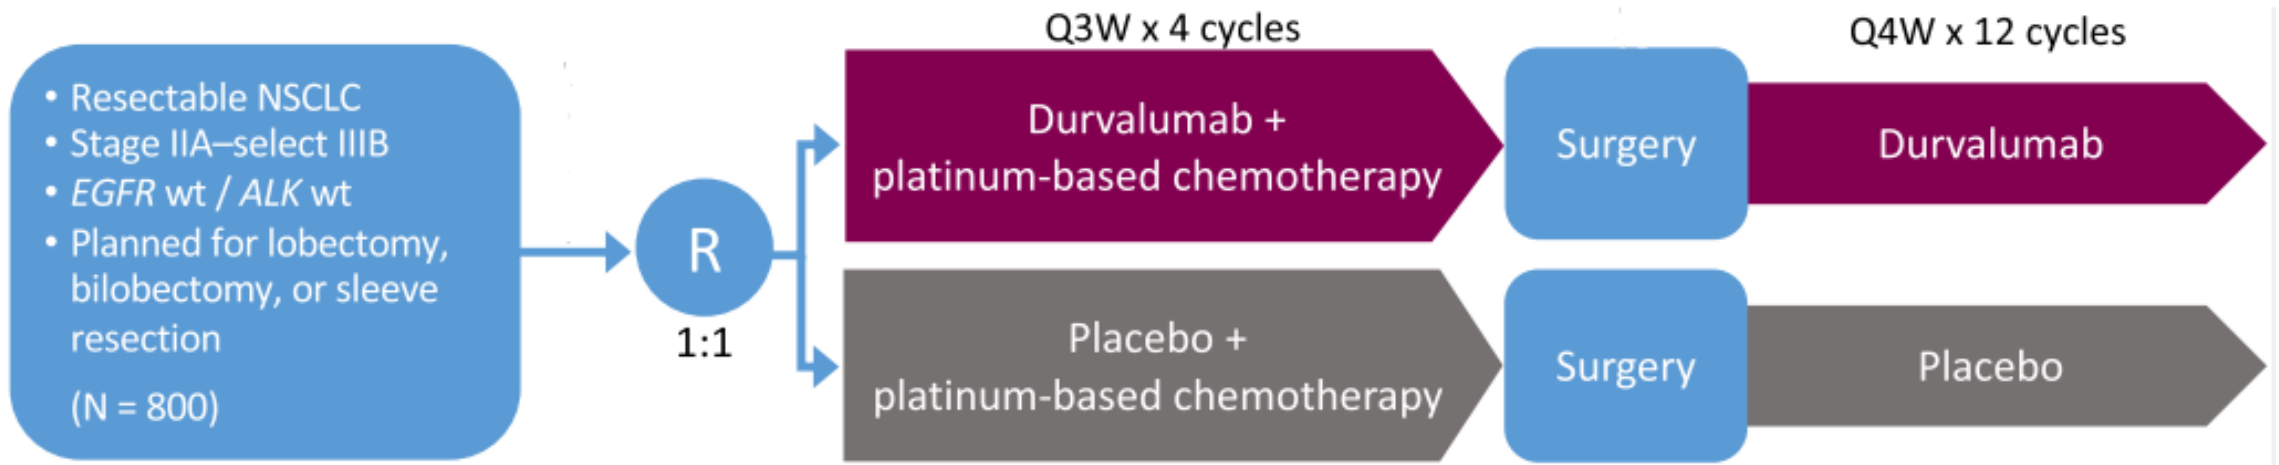 • Resectable NSCLC
• Stage IIA–select IIIB
• EGFR wt / ALK wt
• Planned for lobectomy,
bilobectomy, or sleeve
resection
(N = 800)
R
1:1
Q3W x 4 cycles
Durvalumab +
platinum-based chemotherapy
Surgery
Q4W x 12 cycles
Durvalumab
Placebo +
platinum-based chemotherapy
Surgery
Placebo